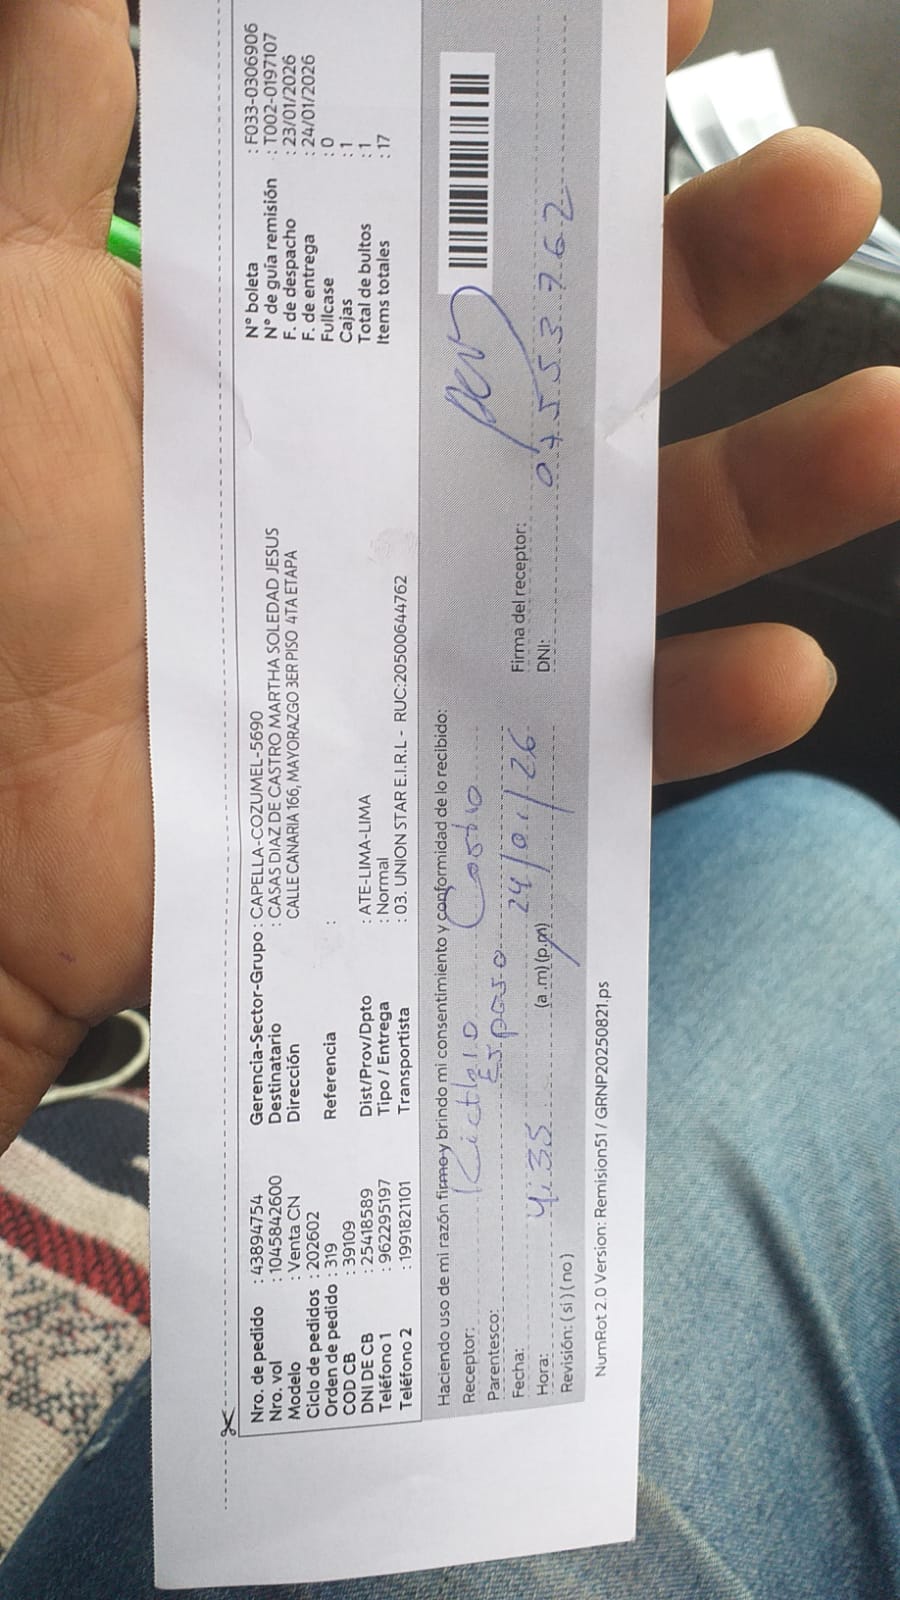 Nro. de pedido : 43894754
Nro. vol : 1045842600
Modelo : Venta CN
Ciclo de pedidos : 202602
Orden de pedido : 319
COD CB : 39109
DNI DE CB : 25418589
Teléfono 1 : 962295197
Teléfono 2 : 1991821101
Gerencia-Sector-Grupo : CAPELLA-COZUMEL-5690
Destinatario : CASAS DIAZ DE CASTRO MARTHA SOLEDAD JESUS
Dirección : CALLE CANARIA 166, MAYORAZGO 3ER PISO 4TA ETAPA
Referencia :
Dist/Prov/Dpto : ATE-LIMA-LIMA
Tipo / Entrega : Normal
Transportista : 03. UNION STAR E.I.R.L - RUC:20500644762
N° boleta : F033-0306906
N° de guía remisión : T002-0197107
F. de despacho : 23/01/2026
F. de entrega : 24/01/2026
Fullcase : 0
Cajas : 1
Total de bultos : 1
Items totales : 17
Haciendo uso de mi razón firmo y brindo mi consentimiento y conformidad de lo recibido:
Receptor: Castro
Parentesco: Esposo
Fecha: 24/01/26
Hora: 4:35 (a.m)(p.m)
Revisión: (si)(no)
Firma del receptor:
DNI: 07553762
NumRot 2.0 Version: Remision51 / GRNP20250821.ps